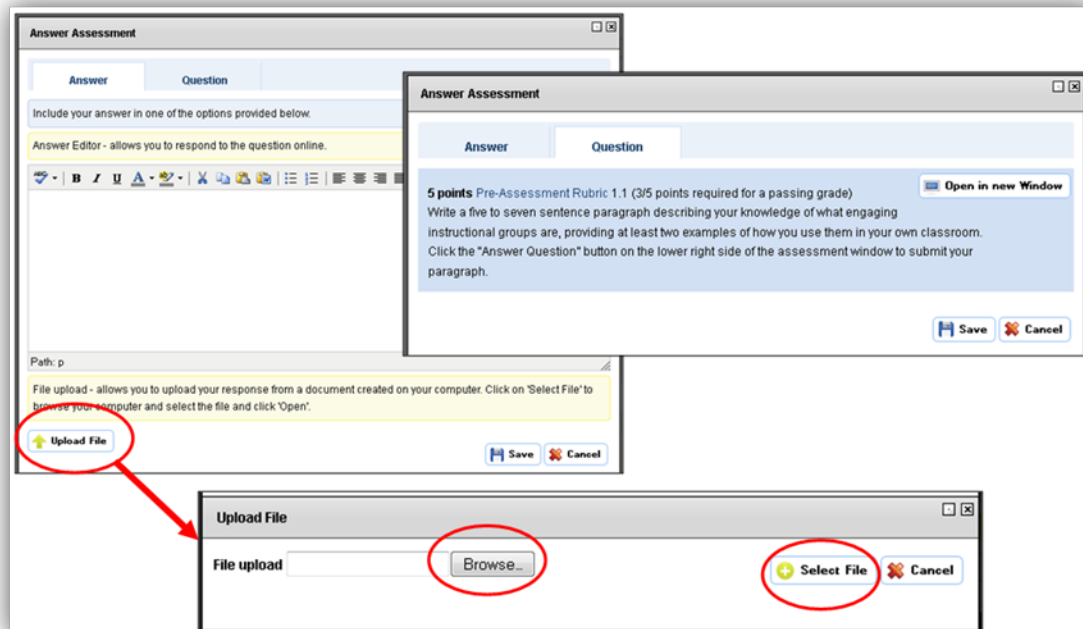 Answer Assessment
Answer Question
Include your answer in one of the options provided below.
Answer Editor - allows you to respond to the question online.
ABC B I U A ab
Path: p
File upload - allows you to upload your response from a document created on your computer. Click on 'Select File' to
browse your computer and select the file and click 'Open'.
Upload File
Save Cancel
Answer Assessment
Answer Question
5 points Pre-Assessment Rubric 1.1 (3/5 points required for a passing grade)
Open in new Window
Write a five to seven sentence paragraph describing your knowledge of what engaging
instructional groups are, providing at least two examples of how you use them in your own classroom.
Click the "Answer Question" button on the lower right side of the assessment window to submit your
paragraph.
Save Cancel
Upload File
File upload Browse...
Select File Cancel